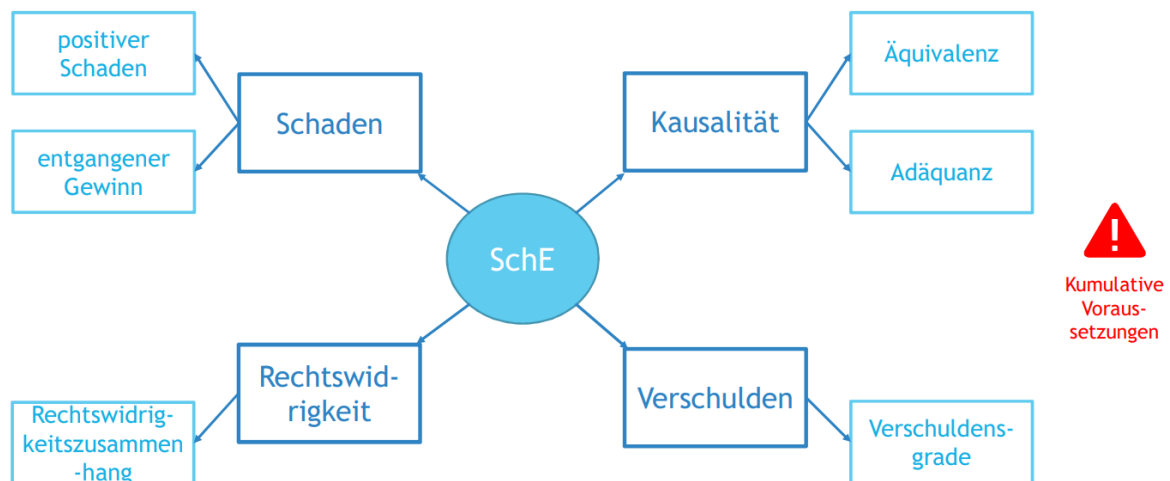 positiver
Schaden
entgangener
Gewinn
Schaden
Kausalität
Äquivalenz
Adäquanz
SchE
Kumulative
Voraus-
setzungen
Rechtswid-
rigkeit
Rechtswidrig-
keitszusammen
-hang
Verschulden
Verschuldens-
grade